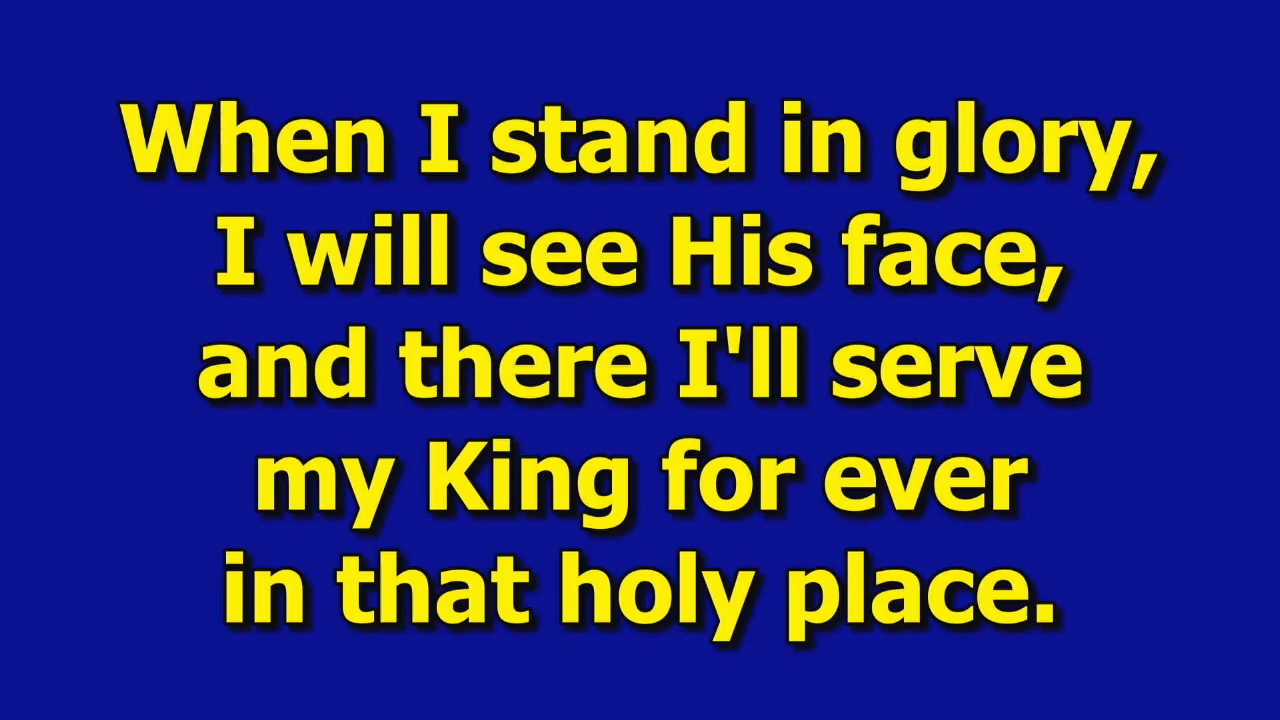 When I stand in glory,
I will see His face,
and there I'll serve
my King for ever
in that holy place.